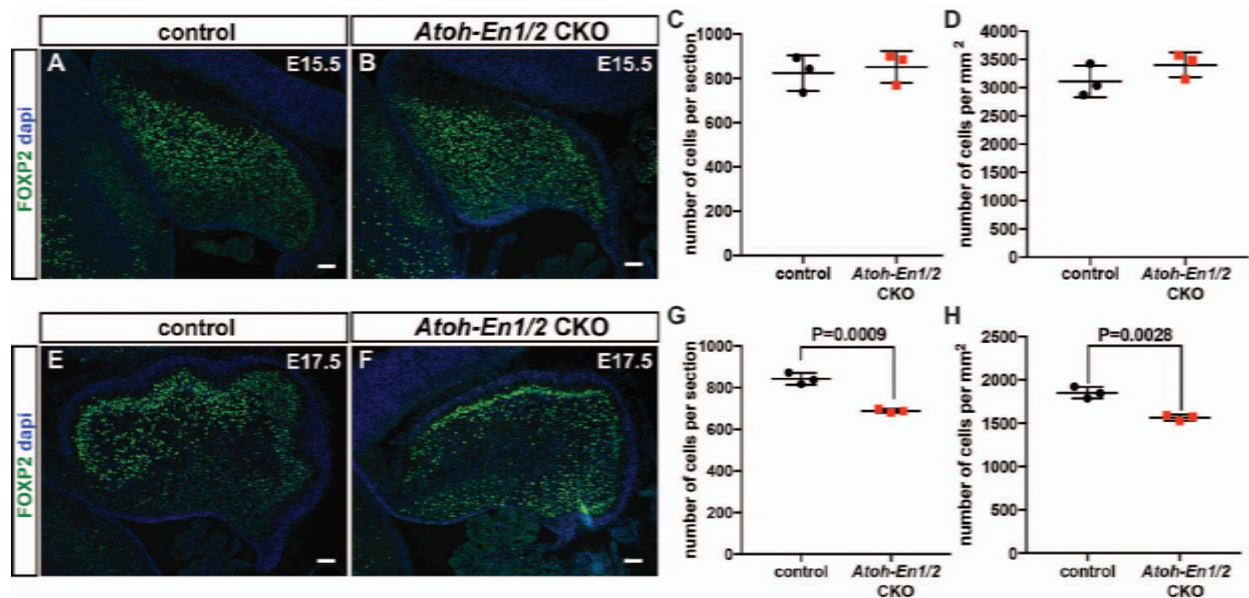 control
Atoh-En1/2 CKO
FOXP2 dapi
A
E15.5
B
E15.5
C
number of cells per section
1000
800
600
400
200
0
control
Atoh-En1/2
CKO
D
number of cells per mm2
4000
3500
3000
2500
2000
1500
1000
500
0
control
Atoh-En1/2
CKO
control
Atoh-En1/2 CKO
FOXP2 dapi
E
E17.5
F
E17.5
G
P=0.0009
number of cells per section
1000
800
600
400
200
0
control
Atoh-En1/2
CKO
H
P=0.0028
number of cells per mm2
2500
2000
1500
1000
500
0
control
Atoh-En1/2
CKO